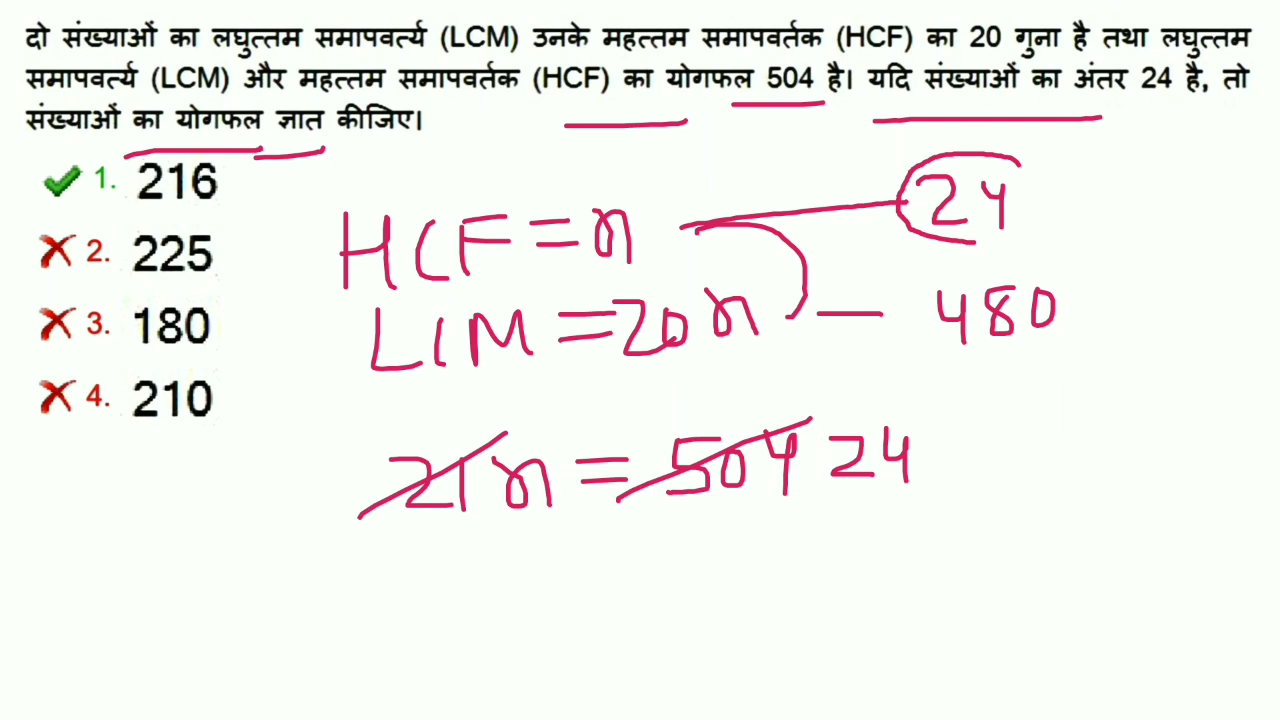 दो संख्याओं का लघुत्तम समापवर्त्य (LCM) उनके महत्तम समापवर्तक (HCF) का 20 गुना है तथा लघुत्तम
समापवर्त्य (LCM) और महत्तम समापवर्तक (HCF) का योगफल 504 है। यदि संख्याओं का अंतर 24 है, तो
संख्याओं का योगफल ज्ञात कीजिए।
1. 216
2. 225
3. 180
4. 210
HCF = n 24
LCM = 20 n — 480
21 n = 504 24